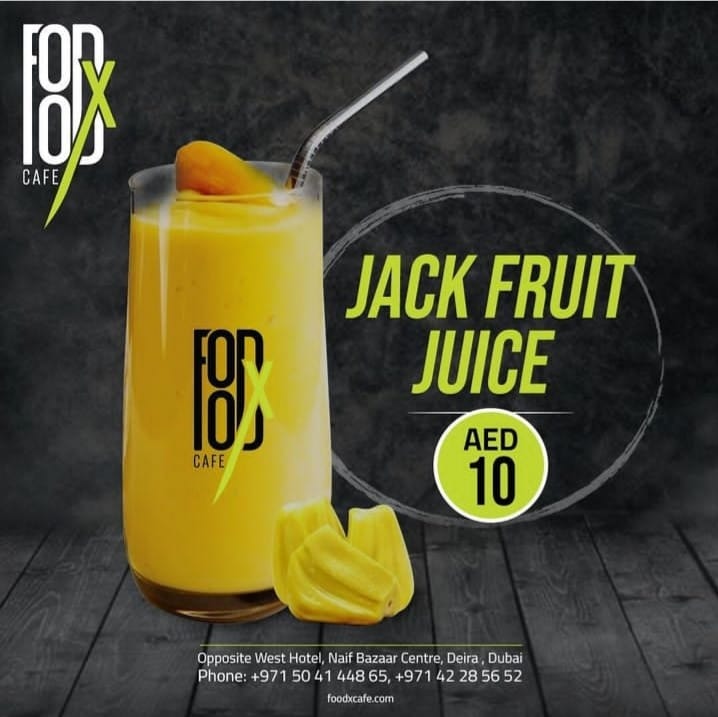 FOOD X
CAFE
JACK FRUIT
JUICE
AED
10
FOOD X
CAFE
Opposite West Hotel, Naif Bazaar Centre, Deira , Dubai
Phone: +971 50 41 448 65, +971 42 28 56 52
foodxcafe.com